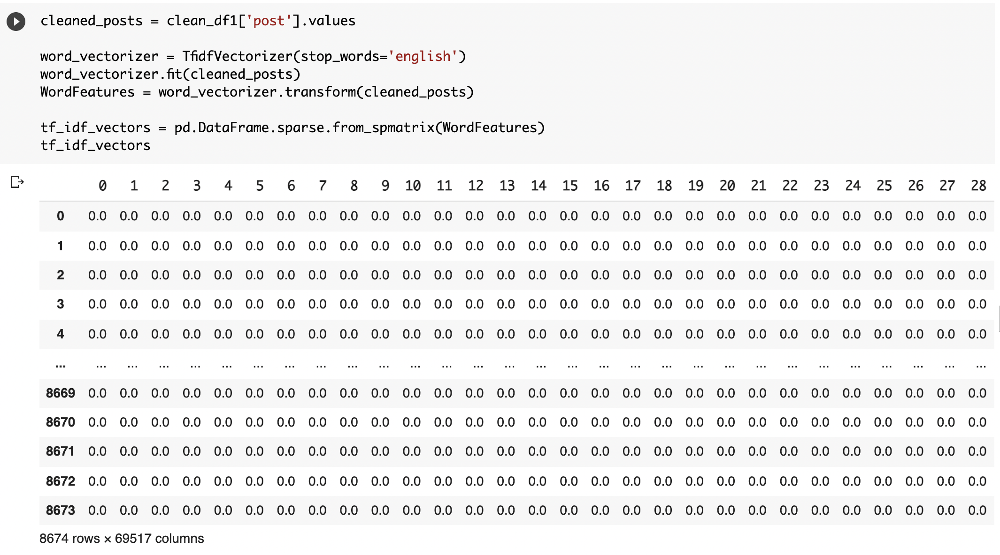 cleaned_posts = clean_df1['post'].values
word_vectorizer = TfidfVectorizer(stop_words='english')
word_vectorizer.fit(cleaned_posts)
WordFeatures = word_vectorizer.transform(cleaned_posts)
tf_idf_vectors = pd.DataFrame.sparse.from_spmatrix(WordFeatures)
tf_idf_vectors
0 1 2 3 4 5 6 7 8 9 10 11 12 13 14 15 16 17 18 19 20 21 22 23 24 25 26 27 28
0 0.0 0.0 0.0 0.0 0.0 0.0 0.0 0.0 0.0 0.0 0.0 0.0 0.0 0.0 0.0 0.0 0.0 0.0 0.0 0.0 0.0 0.0 0.0 0.0 0.0 0.0 0.0 0.0 0.0
1 0.0 0.0 0.0 0.0 0.0 0.0 0.0 0.0 0.0 0.0 0.0 0.0 0.0 0.0 0.0 0.0 0.0 0.0 0.0 0.0 0.0 0.0 0.0 0.0 0.0 0.0 0.0 0.0 0.0
2 0.0 0.0 0.0 0.0 0.0 0.0 0.0 0.0 0.0 0.0 0.0 0.0 0.0 0.0 0.0 0.0 0.0 0.0 0.0 0.0 0.0 0.0 0.0 0.0 0.0 0.0 0.0 0.0 0.0
3 0.0 0.0 0.0 0.0 0.0 0.0 0.0 0.0 0.0 0.0 0.0 0.0 0.0 0.0 0.0 0.0 0.0 0.0 0.0 0.0 0.0 0.0 0.0 0.0 0.0 0.0 0.0 0.0 0.0
4 0.0 0.0 0.0 0.0 0.0 0.0 0.0 0.0 0.0 0.0 0.0 0.0 0.0 0.0 0.0 0.0 0.0 0.0 0.0 0.0 0.0 0.0 0.0 0.0 0.0 0.0 0.0 0.0 0.0
... ... ... ... ... ... ... ... ... ... ... ... ... ... ... ... ... ... ... ... ... ... ... ... ... ... ... ... ... ...
8669 0.0 0.0 0.0 0.0 0.0 0.0 0.0 0.0 0.0 0.0 0.0 0.0 0.0 0.0 0.0 0.0 0.0 0.0 0.0 0.0 0.0 0.0 0.0 0.0 0.0 0.0 0.0 0.0 0.0
8670 0.0 0.0 0.0 0.0 0.0 0.0 0.0 0.0 0.0 0.0 0.0 0.0 0.0 0.0 0.0 0.0 0.0 0.0 0.0 0.0 0.0 0.0 0.0 0.0 0.0 0.0 0.0 0.0 0.0
8671 0.0 0.0 0.0 0.0 0.0 0.0 0.0 0.0 0.0 0.0 0.0 0.0 0.0 0.0 0.0 0.0 0.0 0.0 0.0 0.0 0.0 0.0 0.0 0.0 0.0 0.0 0.0 0.0 0.0
8672 0.0 0.0 0.0 0.0 0.0 0.0 0.0 0.0 0.0 0.0 0.0 0.0 0.0 0.0 0.0 0.0 0.0 0.0 0.0 0.0 0.0 0.0 0.0 0.0 0.0 0.0 0.0 0.0 0.0
8673 0.0 0.0 0.0 0.0 0.0 0.0 0.0 0.0 0.0 0.0 0.0 0.0 0.0 0.0 0.0 0.0 0.0 0.0 0.0 0.0 0.0 0.0 0.0 0.0 0.0 0.0 0.0 0.0 0.0
8674 rows × 69517 columns